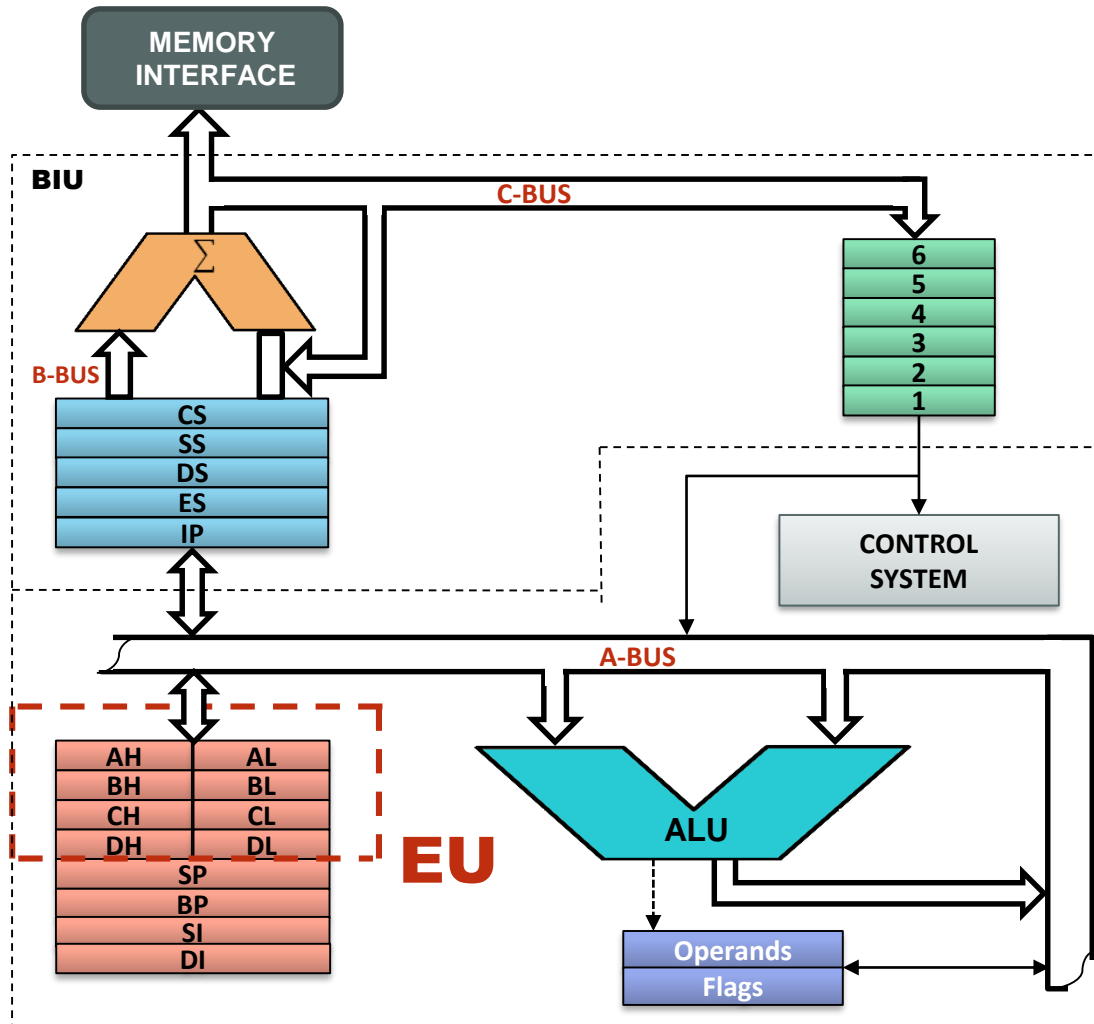 MEMORY
INTERFACE
BIU
C-BUS
Σ
6
5
4
3
2
1
B-BUS
CS
SS
DS
ES
IP
CONTROL
SYSTEM
A-BUS
AH AL
BH BL
CH CL
DH DL
SP
BP
SI
DI
EU
ALU
Operands
Flags